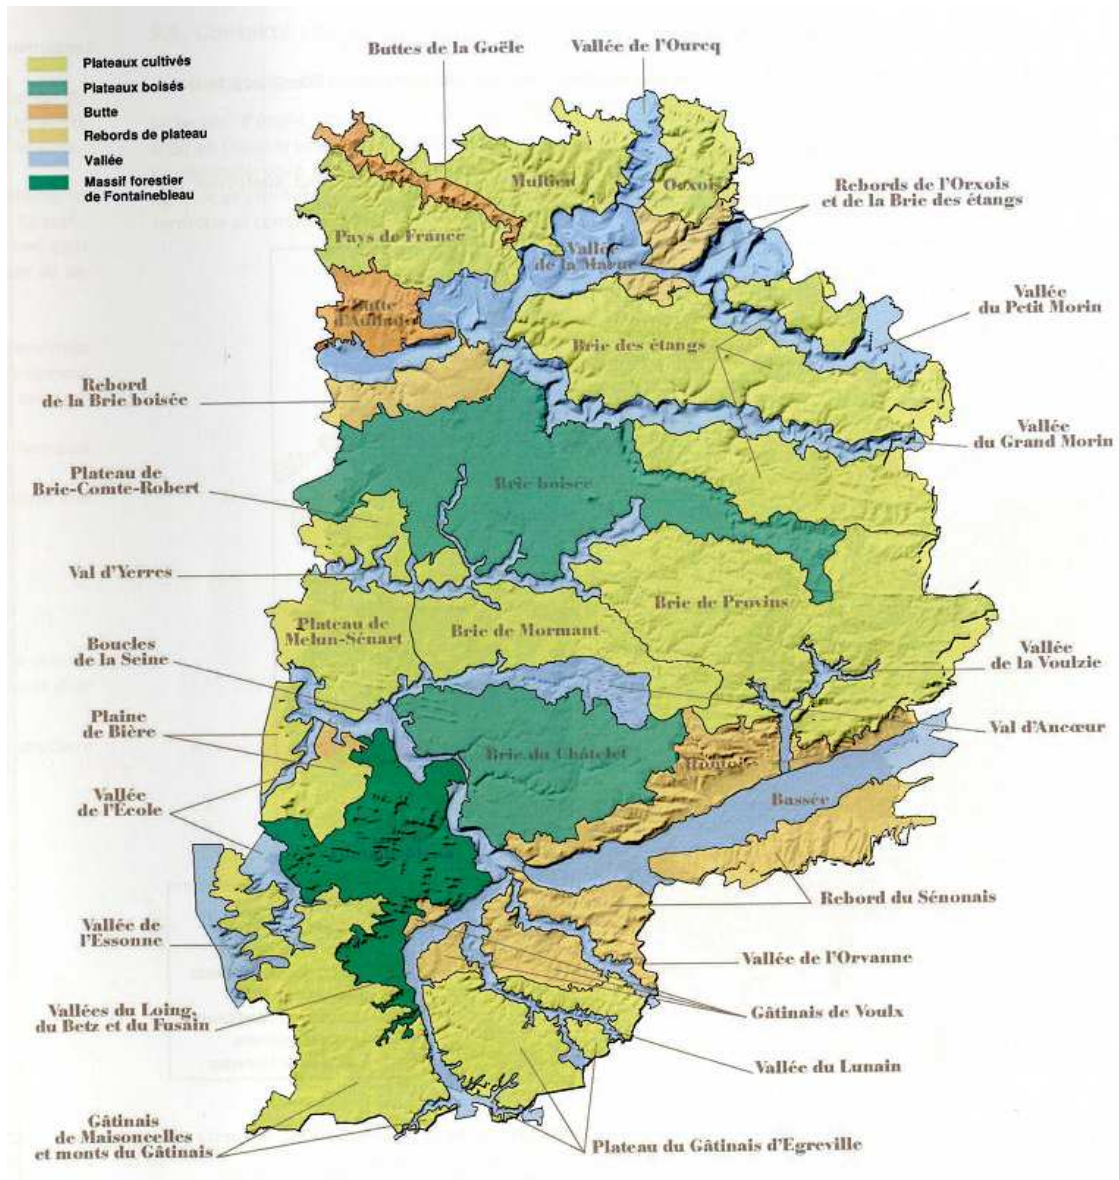 Plateaux cultivés
Plateaux boisés
Butte
Rebords de plateau
Vallée
Massif forestier
de Fontainebleau
Buttes de la Goële
Vallée de l'Ourcq
Multien
Orxois
Rebords de l'Orxois
et de la Brie des étangs
Pays de France
Vallée
de la Marne
Butte
Vallée
du Petit Morin
Brie des étangs
Rebord
de la Brie boisée
Vallée
du Grand Morin
Plateau de
Brie-Comte-Robert
Brie boisée
Val d'Yerres
Brie de Provins
Plateau de
Melun-Sénart
Brie de Mormant
Boucles
de la Seine
Vallée
de la Voulzie
Plaine
de Bière
Val d'Ancœur
Brie du Châtelet
Vallée
de l'École
Bassée
Rebord du Sénonais
Vallée de
l'Essonne
Vallée de l'Orvanne
Vallées du Loing,
du Betz et du Fusain
Gâtinais de Voulx
Vallée du Lunain
Gâtinais
de Maisoncelles
et monts du Gâtinais
Plateau du Gâtinais d'Egreville